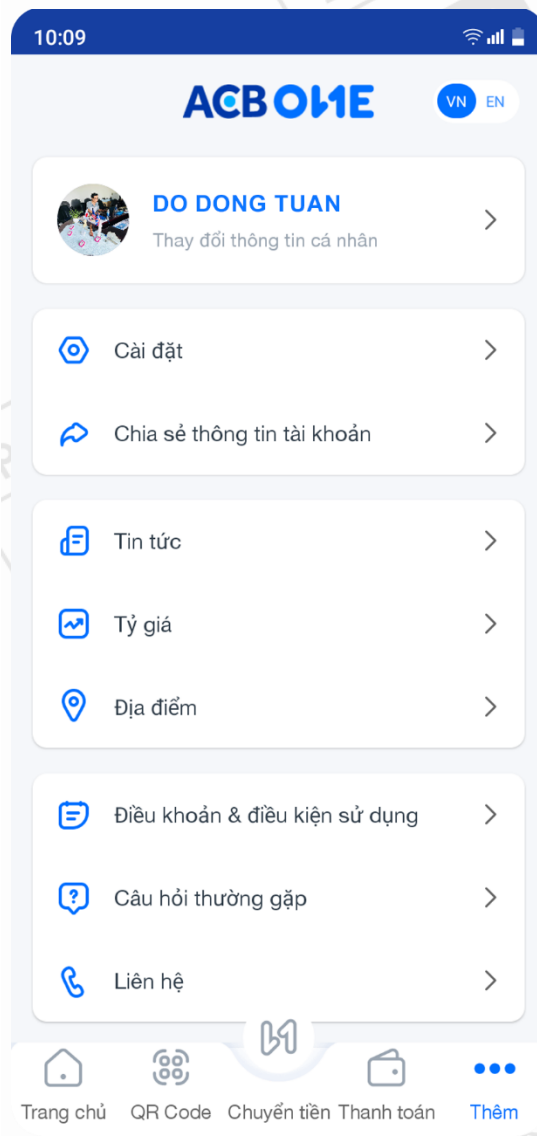 10:09
ACB ONE
VN EN
DO DONG TUAN
Thay đổi thông tin cá nhân
Cài đặt
Chia sẻ thông tin tài khoản
Tin tức
Tỷ giá
Địa điểm
Điều khoản & điều kiện sử dụng
Câu hỏi thường gặp
Liên hệ
Trang chủ QR Code Chuyển tiền Thanh toán Thêm